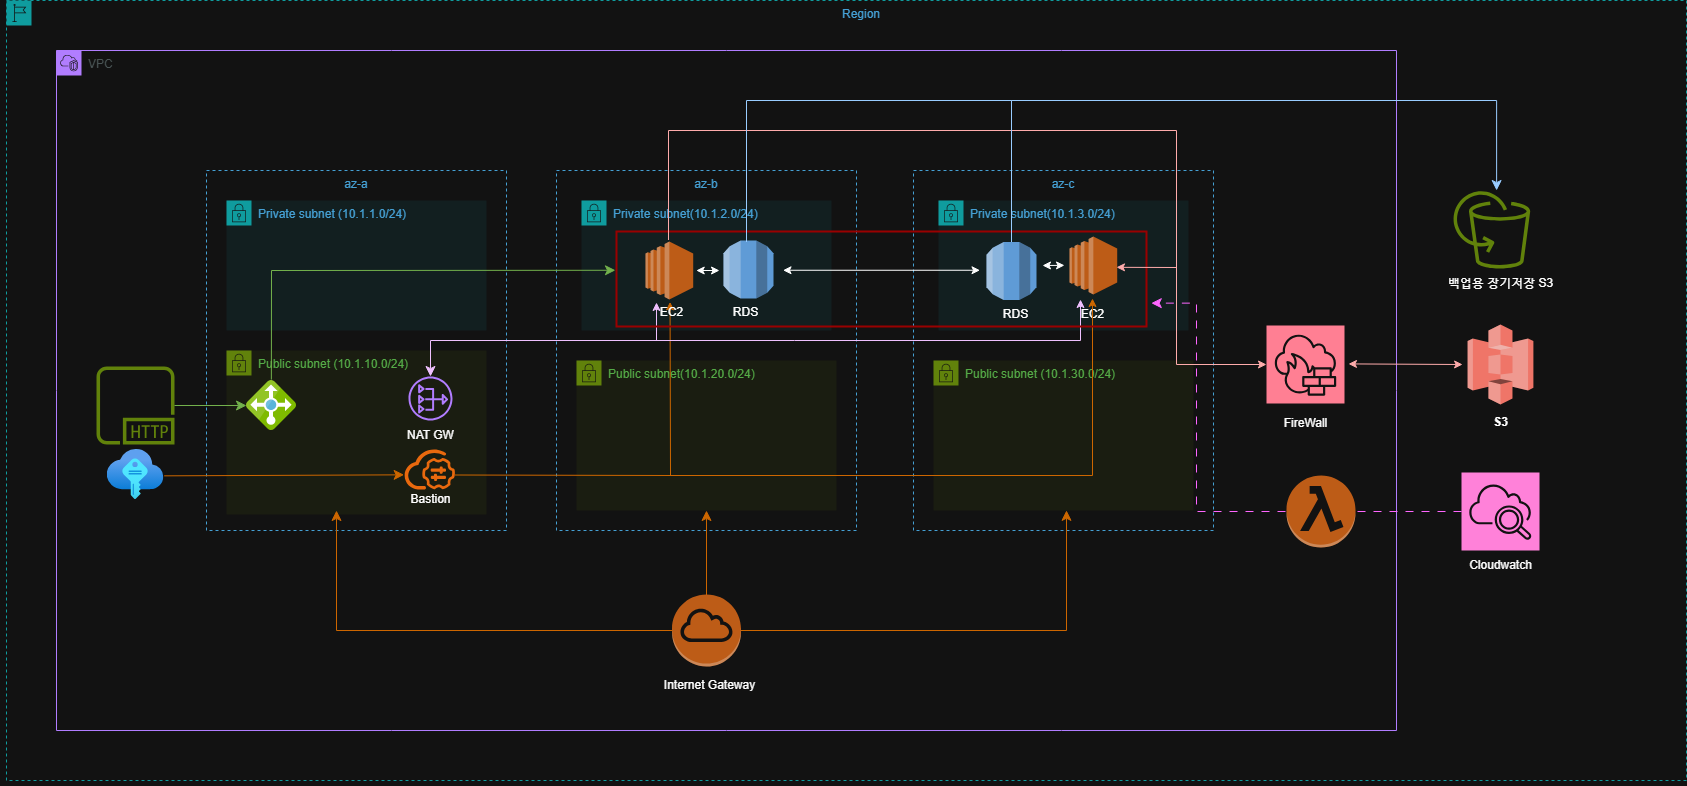 Region
VPC
az-a
az-b
az-c
Private subnet (10.1.1.0/24)
Private subnet(10.1.2.0/24)
Private subnet(10.1.3.0/24)
EC2
RDS
RDS
EC2
백업용 장기저장 S3
Public subnet (10.1.10.0/24)
Public subnet(10.1.20.0/24)
Public subnet (10.1.30.0/24)
HTTP
NAT GW
Bastion
FireWall
S3
Cloudwatch
Internet Gateway